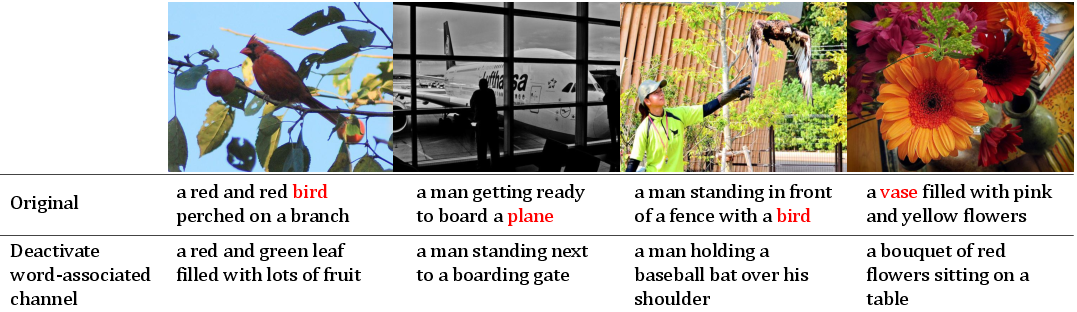 Lufthansa
Original
a red and red bird
perched on a branch
a man getting ready
to board a plane
a man standing in front
of a fence with a bird
a vase filled with pink
and yellow flowers
Deactivate
word-associated
channel
a red and green leaf
filled with lots of fruit
a man standing next
to a boarding gate
a man holding a
baseball bat over his
shoulder
a bouquet of red
flowers sitting on a
table